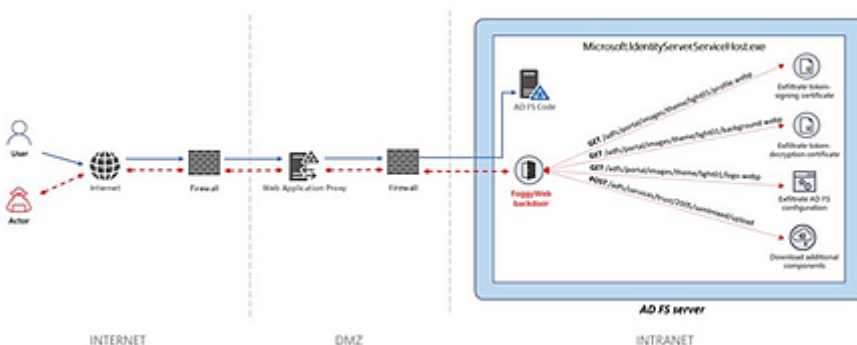 Microsoft.IdentityServer.ServiceHost.exe
AD FS Code
GET /adfs/portal/images/theme/light01/profile.webp
Exfiltrate token-
signing certificate
GET /adfs/portal/images/theme/light01/background.webp
Exfiltrate token-
decryption certificate
GET /adfs/portal/images/theme/light01/logo.webp
Exfiltrate AD FS
configuration
POST /adfs/services/trust/2005/samlmixed/upload
Download additional
components
User
Actor
Internet
Firewall
Web Application Proxy
Firewall
FoggyWeb
backdoor
AD FS server
INTERNET
DMZ
INTRANET